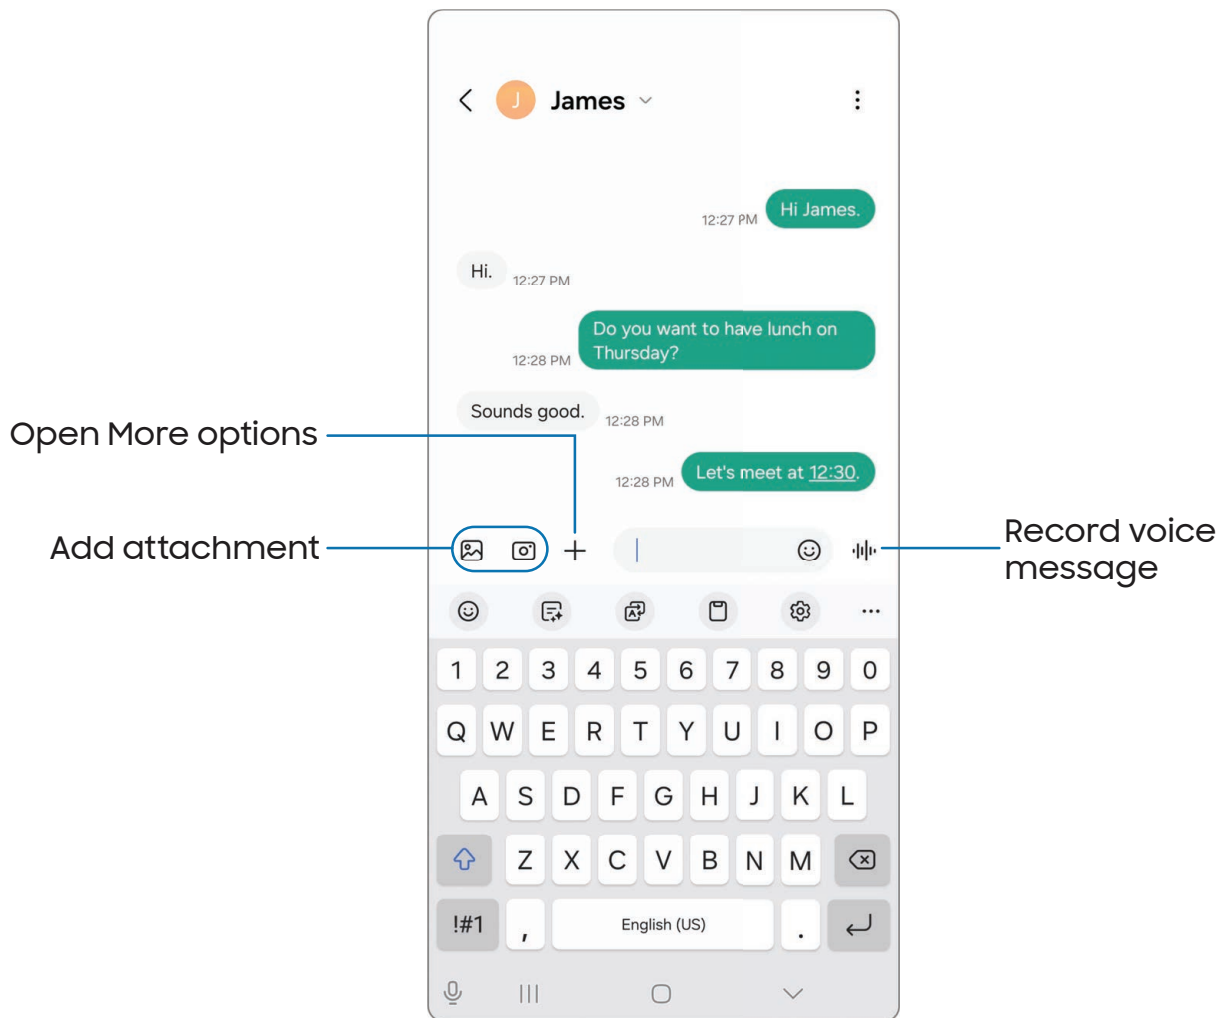 J James
Hi James.
12:27 PM
Hi.
12:27 PM
Do you want to have lunch on
Thursday?
12:28 PM
Sounds good.
12:28 PM
Open More options
Let's meet at 12:30.
12:28 PM
Add attachment
Record voice
message
1 2 3 4 5 6 7 8 9 0
Q W E R T Y U I O P
A S D F G H J K L
Z X C V B N M
!#1 , English (US) .